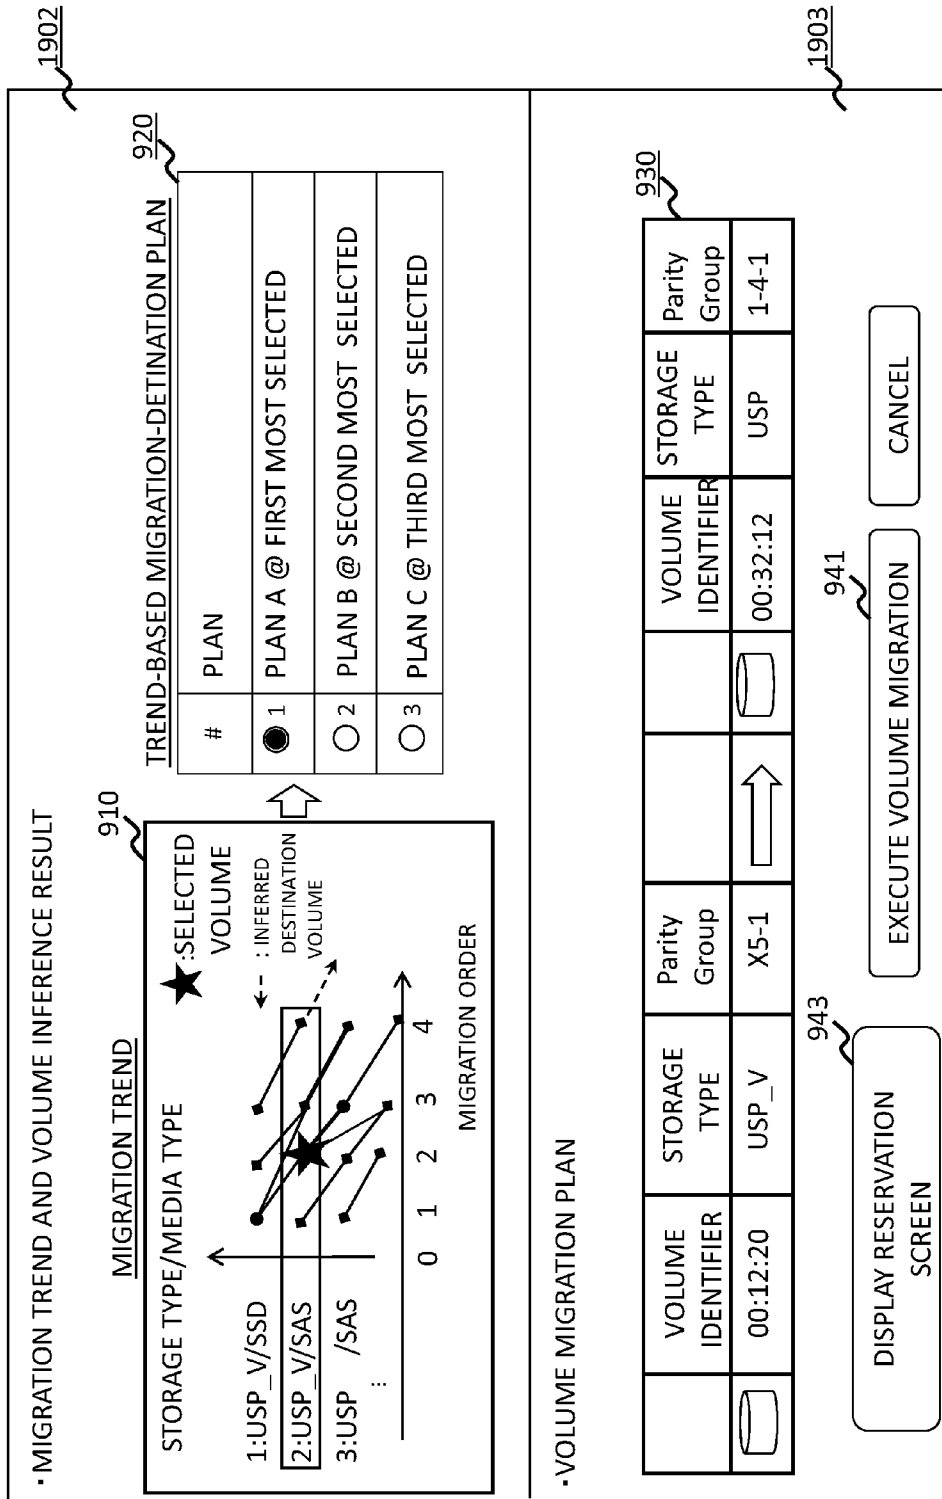 1902
·MIGRATION TREND AND VOLUME INFERENCE RESULT
910
MIGRATION TREND
STORAGE TYPE/MEDIA TYPE
:SELECTED
VOLUME
: INFERRED
DESTINATION
VOLUME
1:USP_V/SSD
2:USP_V/SAS
3:USP /SAS
⋮
0 1 2 3 4
MIGRATION ORDER
920
TREND-BASED MIGRATION-DETINATION PLAN
# PLAN
1 PLAN A @ FIRST MOST SELECTED
2 PLAN B @ SECOND MOST SELECTED
3 PLAN C @ THIRD MOST SELECTED
1903
·VOLUME MIGRATION PLAN
930
VOLUME IDENTIFIER STORAGE TYPE Parity Group VOLUME IDENTIFIER STORAGE TYPE Parity Group
00:12:20 USP_V X5-1 00:32:12 USP 1-4-1
943
DISPLAY RESERVATION
SCREEN
941
EXECUTE VOLUME MIGRATION
CANCEL